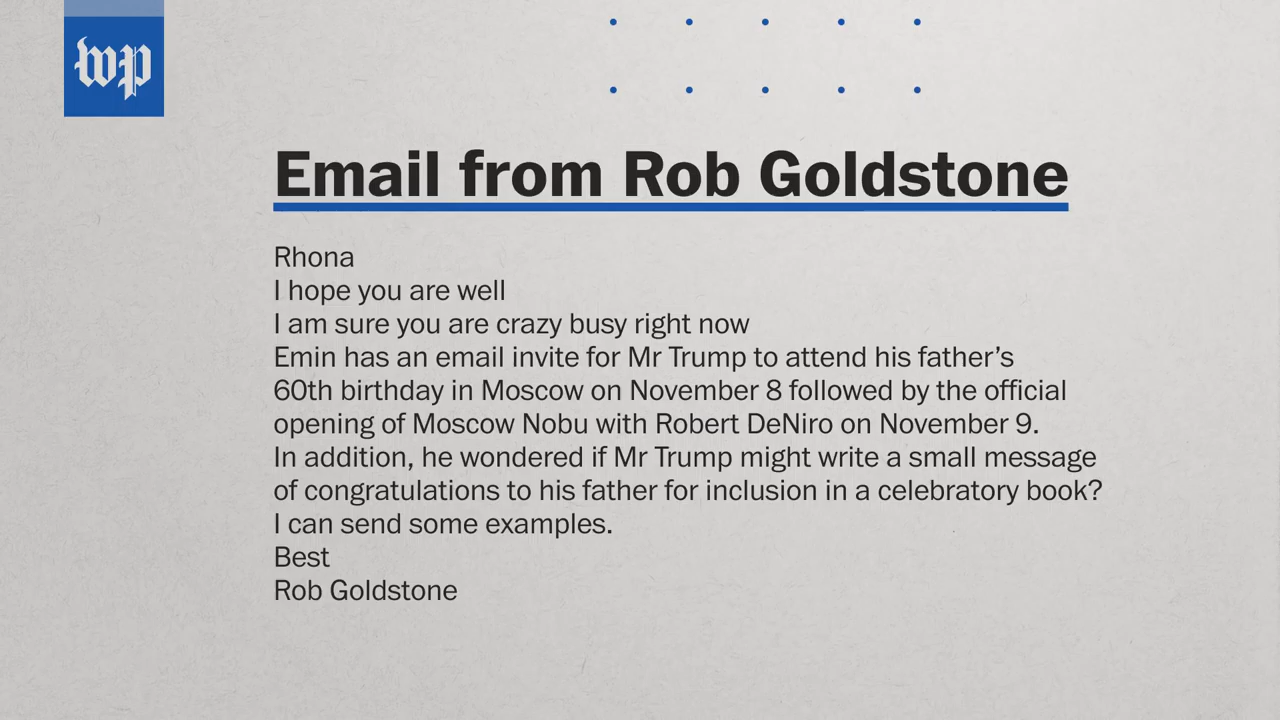 wp
Email from Rob Goldstone
Rhona
I hope you are well
I am sure you are crazy busy right now
Emin has an email invite for Mr Trump to attend his father’s
60th birthday in Moscow on November 8 followed by the official
opening of Moscow Nobu with Robert DeNiro on November 9.
In addition, he wondered if Mr Trump might write a small message
of congratulations to his father for inclusion in a celebratory book?
I can send some examples.
Best
Rob Goldstone